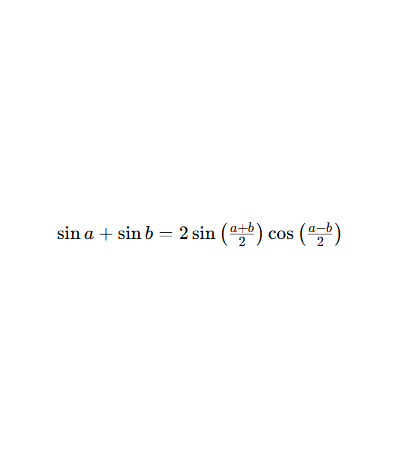 sin a + sin b = 2 sin ((a+b)/2) cos ((a−b)/2)